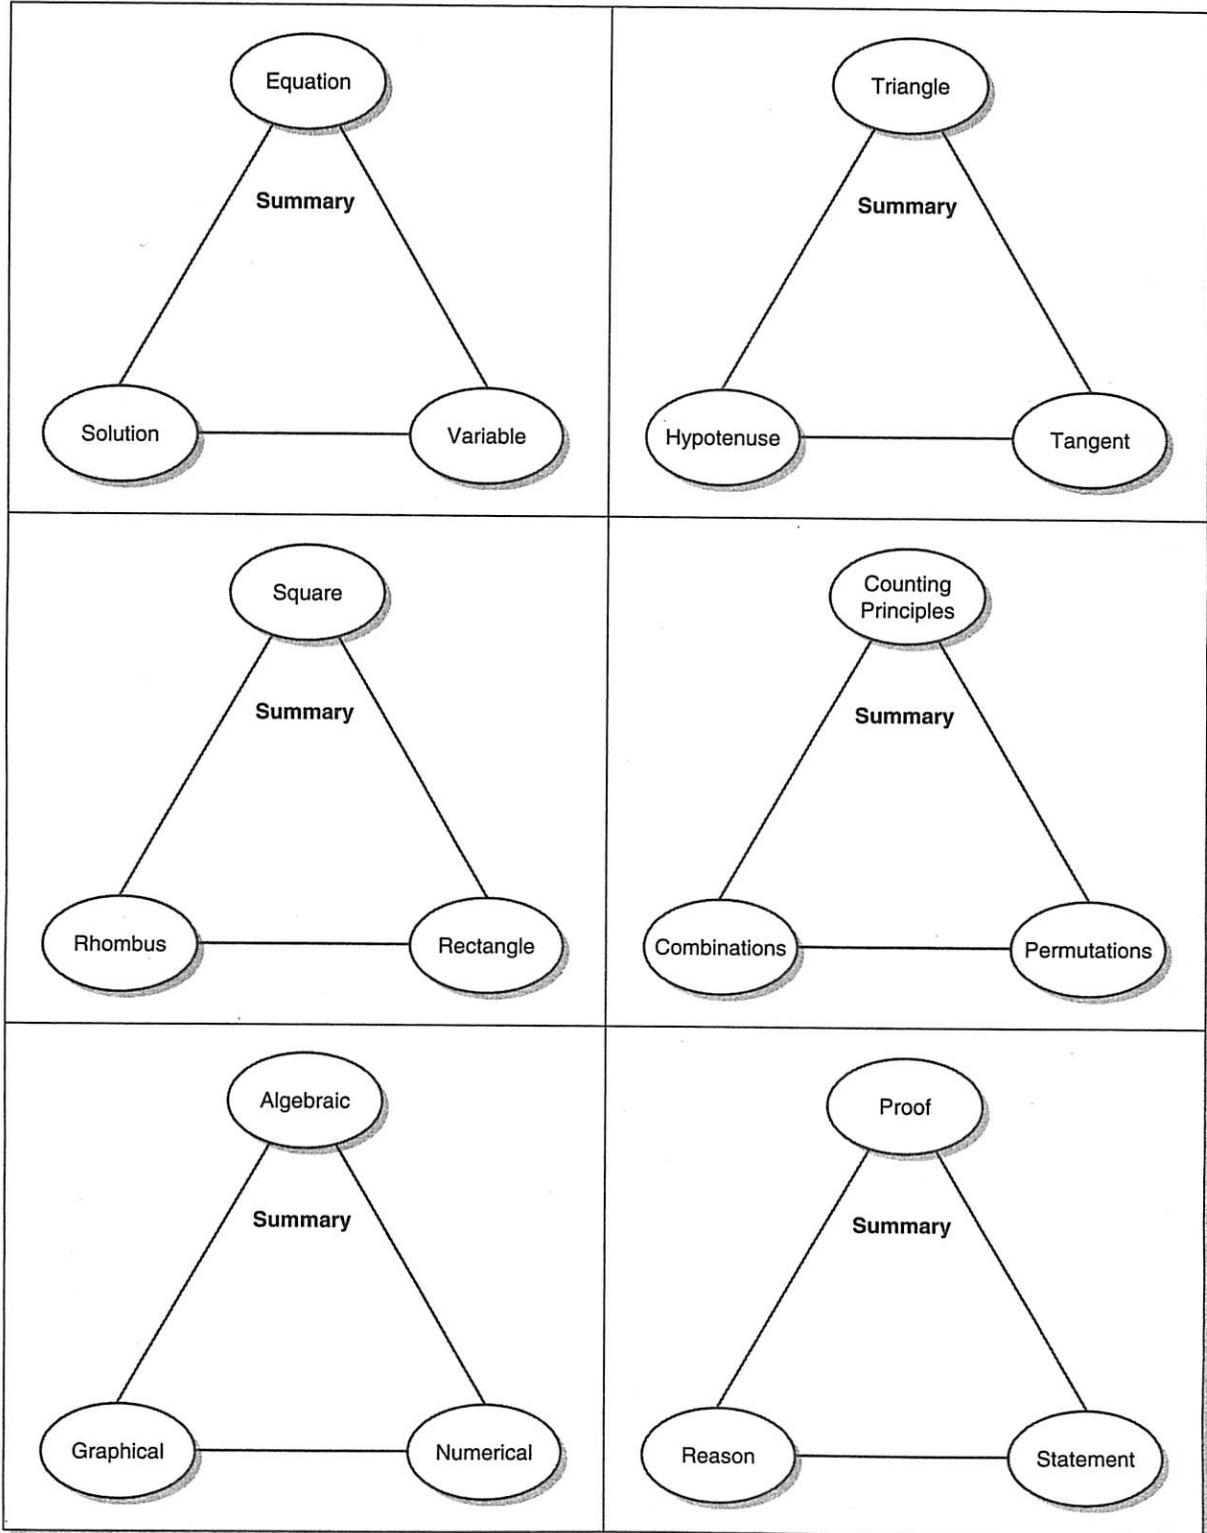 Equation
Summary
Solution
Variable
Triangle
Summary
Hypotenuse
Tangent
Square
Summary
Rhombus
Rectangle
Counting
Principles
Summary
Combinations
Permutations
Algebraic
Summary
Graphical
Numerical
Proof
Summary
Reason
Statement